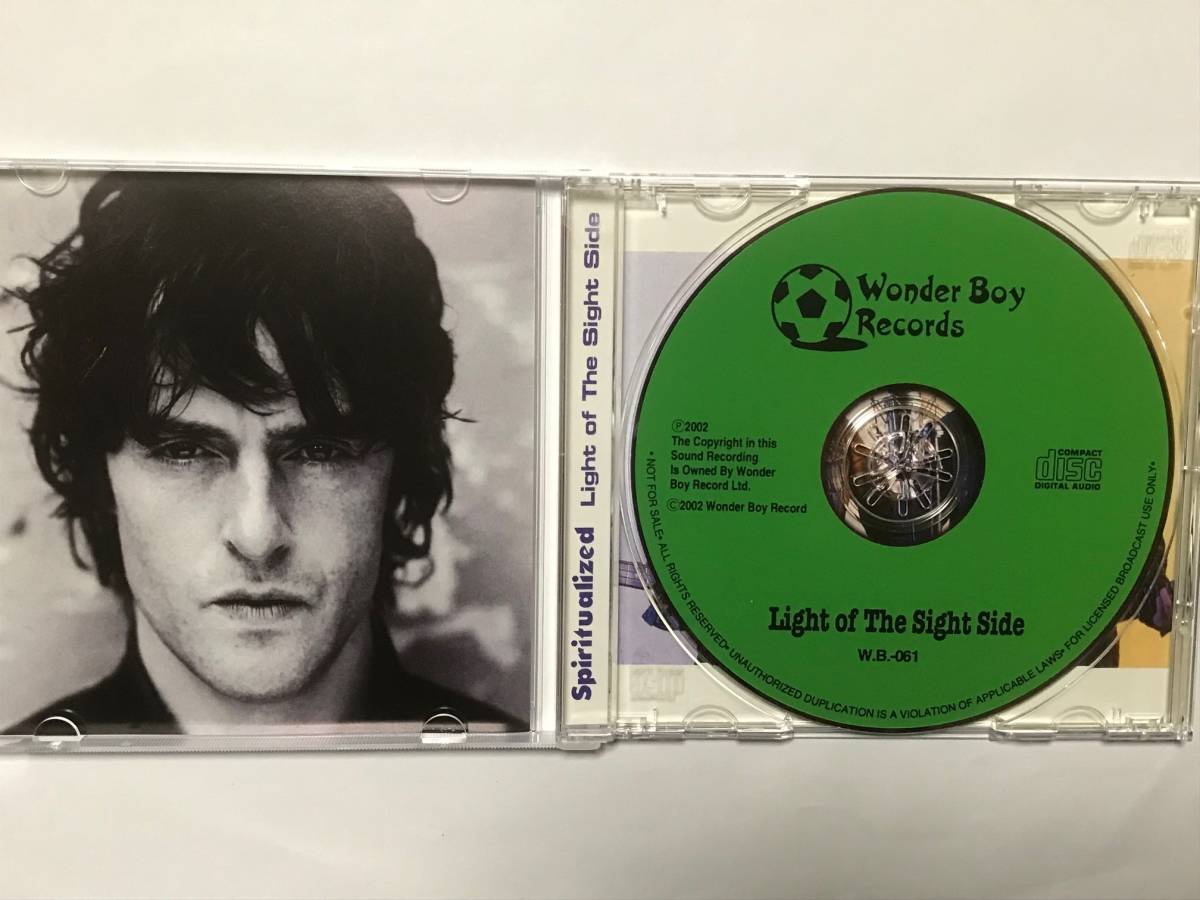 Spiritualized Light of The Sight Side
Wonder Boy
Records
Ⓟ2002
The Copyright in this
Sound Recording
Is Owned By Wonder
Boy Record Ltd.
©2002 Wonder Boy Record
COMPACT
disc
DIGITAL AUDIO
Light of The Sight Side
W.B.-061
• NOT FOR SALE• ALL RIGHTS RESERVED• UNAUTHORIZED DUPLICATION IS A VIOLATION OF APPLICABLE LAWS• FOR LICENSED BROADCAST USE ONLY•